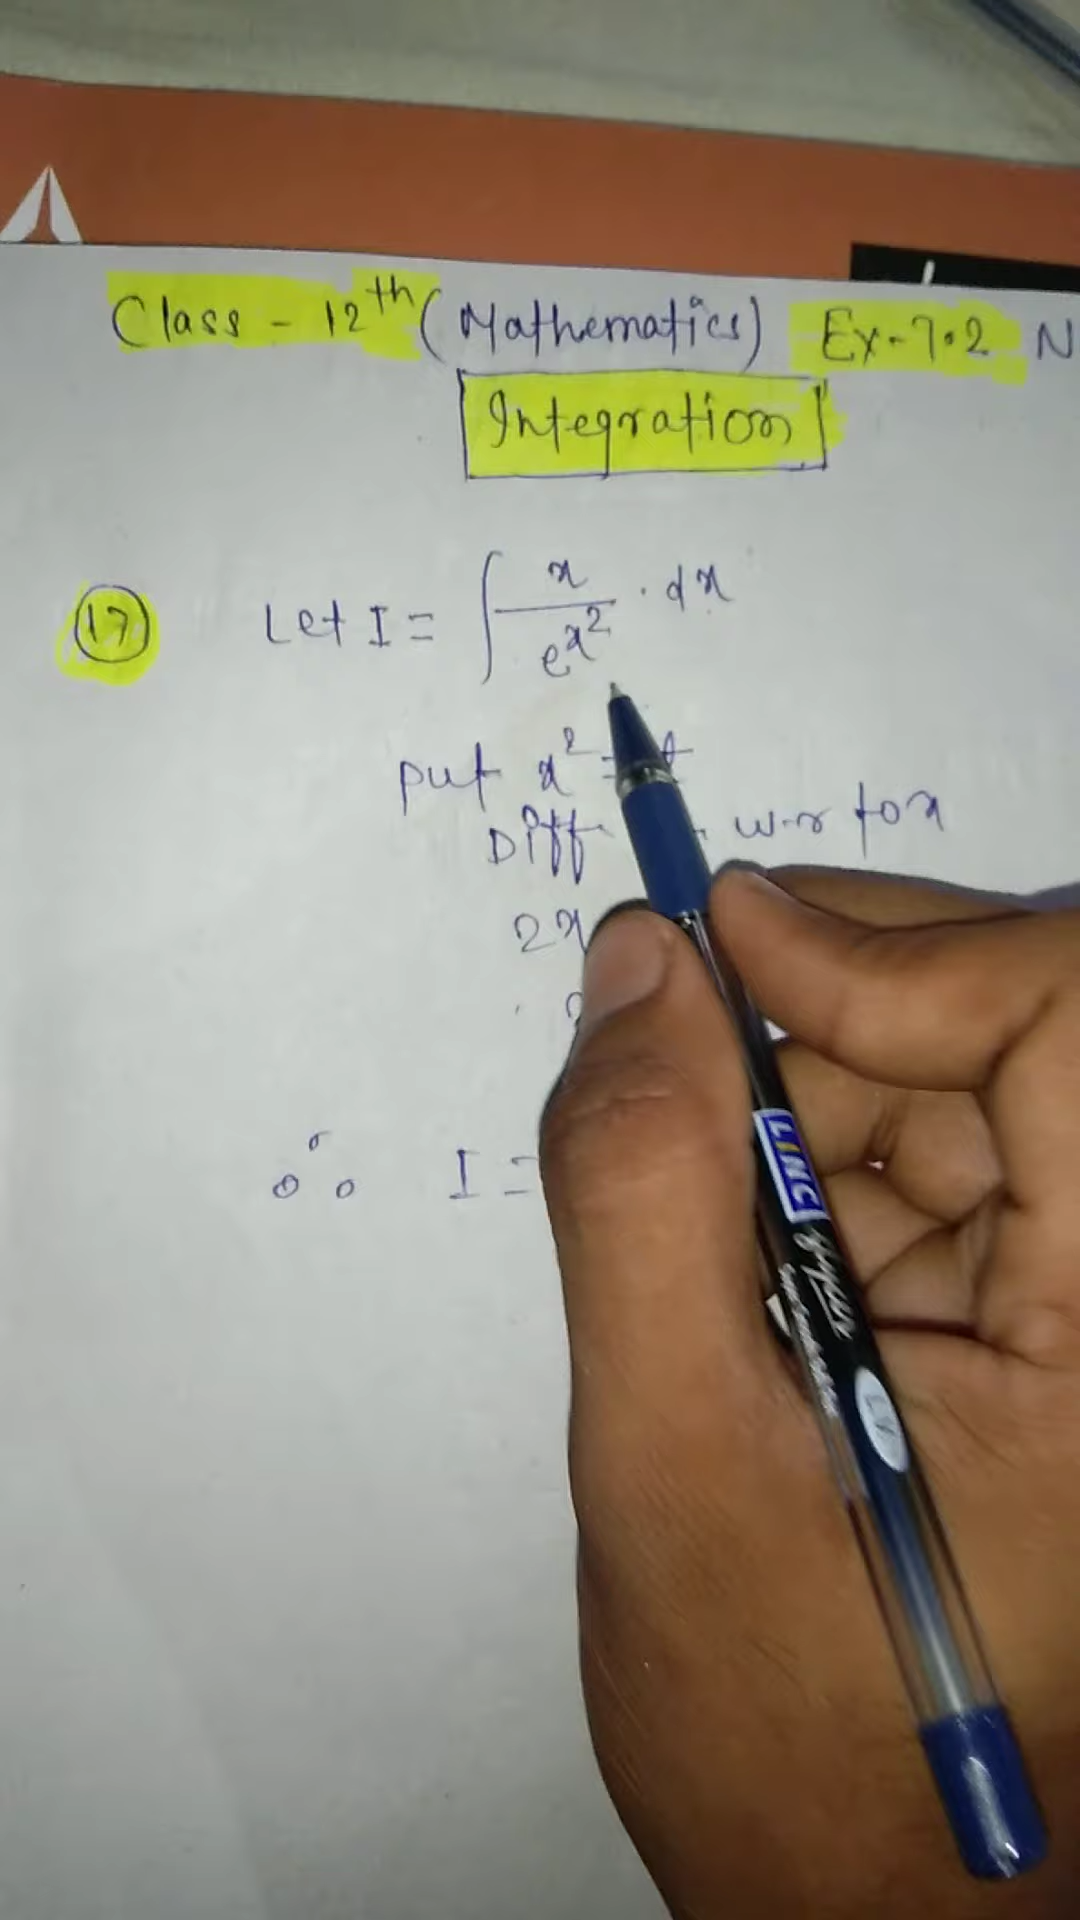 Class - 12th (Mathematics) Ex-7.2 N
Integration
17 Let I = ∫ x/e^x² · dx
put x² = t
Diff w.r to x
2x
∴ I =
LINC